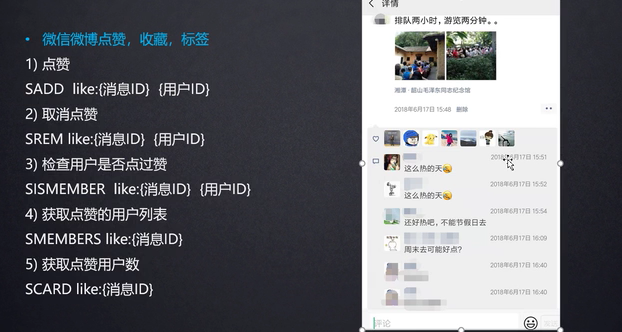 • 微信微博点赞，收藏，标签
1) 点赞
SADD like:{消息ID} {用户ID}
2) 取消点赞
SREM like:{消息ID} {用户ID}
3) 检查用户是否点过赞
SISMEMBER like:{消息ID} {用户ID}
4) 获取点赞的用户列表
SMEMBERS like:{消息ID}
5) 获取点赞用户数
SCARD like:{消息ID}
详情
排队两小时，游览两分钟。。
湘潭·韶山毛泽东同志纪念馆
2018年6月17日 15:48 删除
2018年6月17日 15:51
这么热的天
2018年6月17日 15:52
这么热的天
2018年6月17日 15:54
还好热吧，不能节假日去
2018年6月17日 16:09
周末去可能好点？
2018年6月17日 16:40
2018年6月17日 16:40
评论